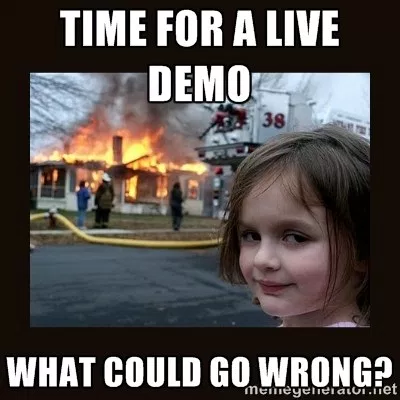 TIME FOR A LIVE
DEMO
38
WHAT COULD GO WRONG?
memegenerator.net